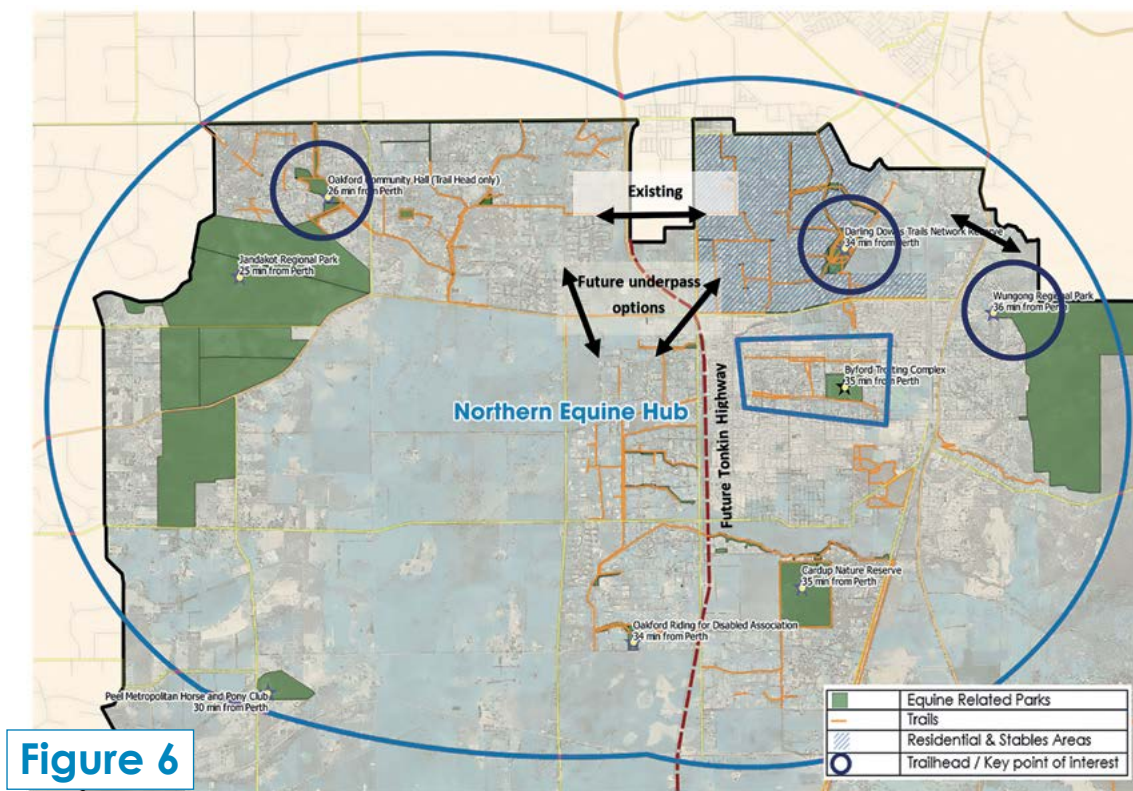 Existing
Oakford Community Hall (Trail Head only)
26 min from Perth
Darling Downs Trails Network Reserve
34 min from Perth
Jandakot Regional Park
25 min from Perth
Future underpass
options
Wungong Regional Park
36 min from Perth
Byford Trotting Complex
35 min from Perth
Northern Equine Hub
Future Tonkin Highway
Cardup Nature Reserve
35 min from Perth
Oakford Riding for Disabled Association
34 min from Perth
Peel Metropolitan Horse and Pony Club
30 min from Perth
Equine Related Parks
Trails
Residential & Stables Areas
Trailhead / Key point of interest
Figure 6